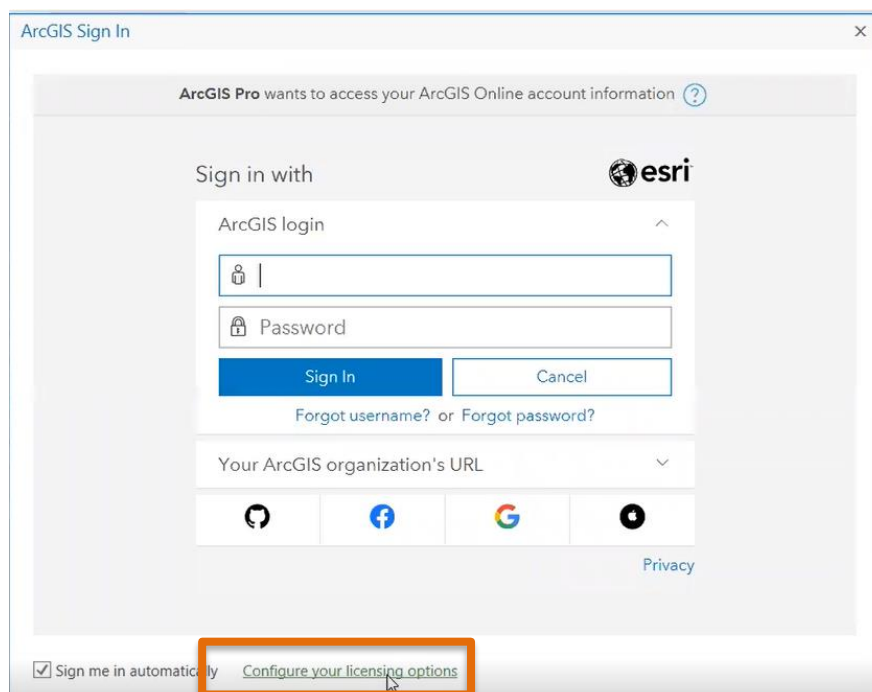 ArcGIS Sign In
ArcGIS Pro wants to access your ArcGIS Online account information ?
Sign in with esri
ArcGIS login
Password
Sign In Cancel
Forgot username? or Forgot password?
Your ArcGIS organization's URL
G
Privacy
Sign me in automatically Configure your licensing options